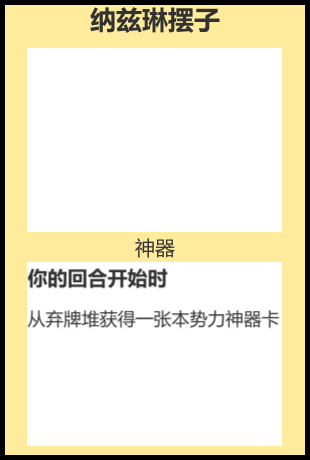 纳兹琳摆子
神器
你的回合开始时
从弃牌堆获得一张本势力神器卡